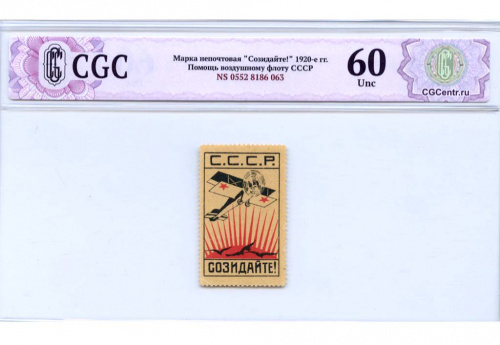 CGC
Марка непочтовая "Созидайте!" 1920-е гг.
Помощь воздушному флоту СССР
NS 0552 8186 063
60
Unc
CGCentr.ru
С.С.С.Р.
СОЗИДАЙТЕ!